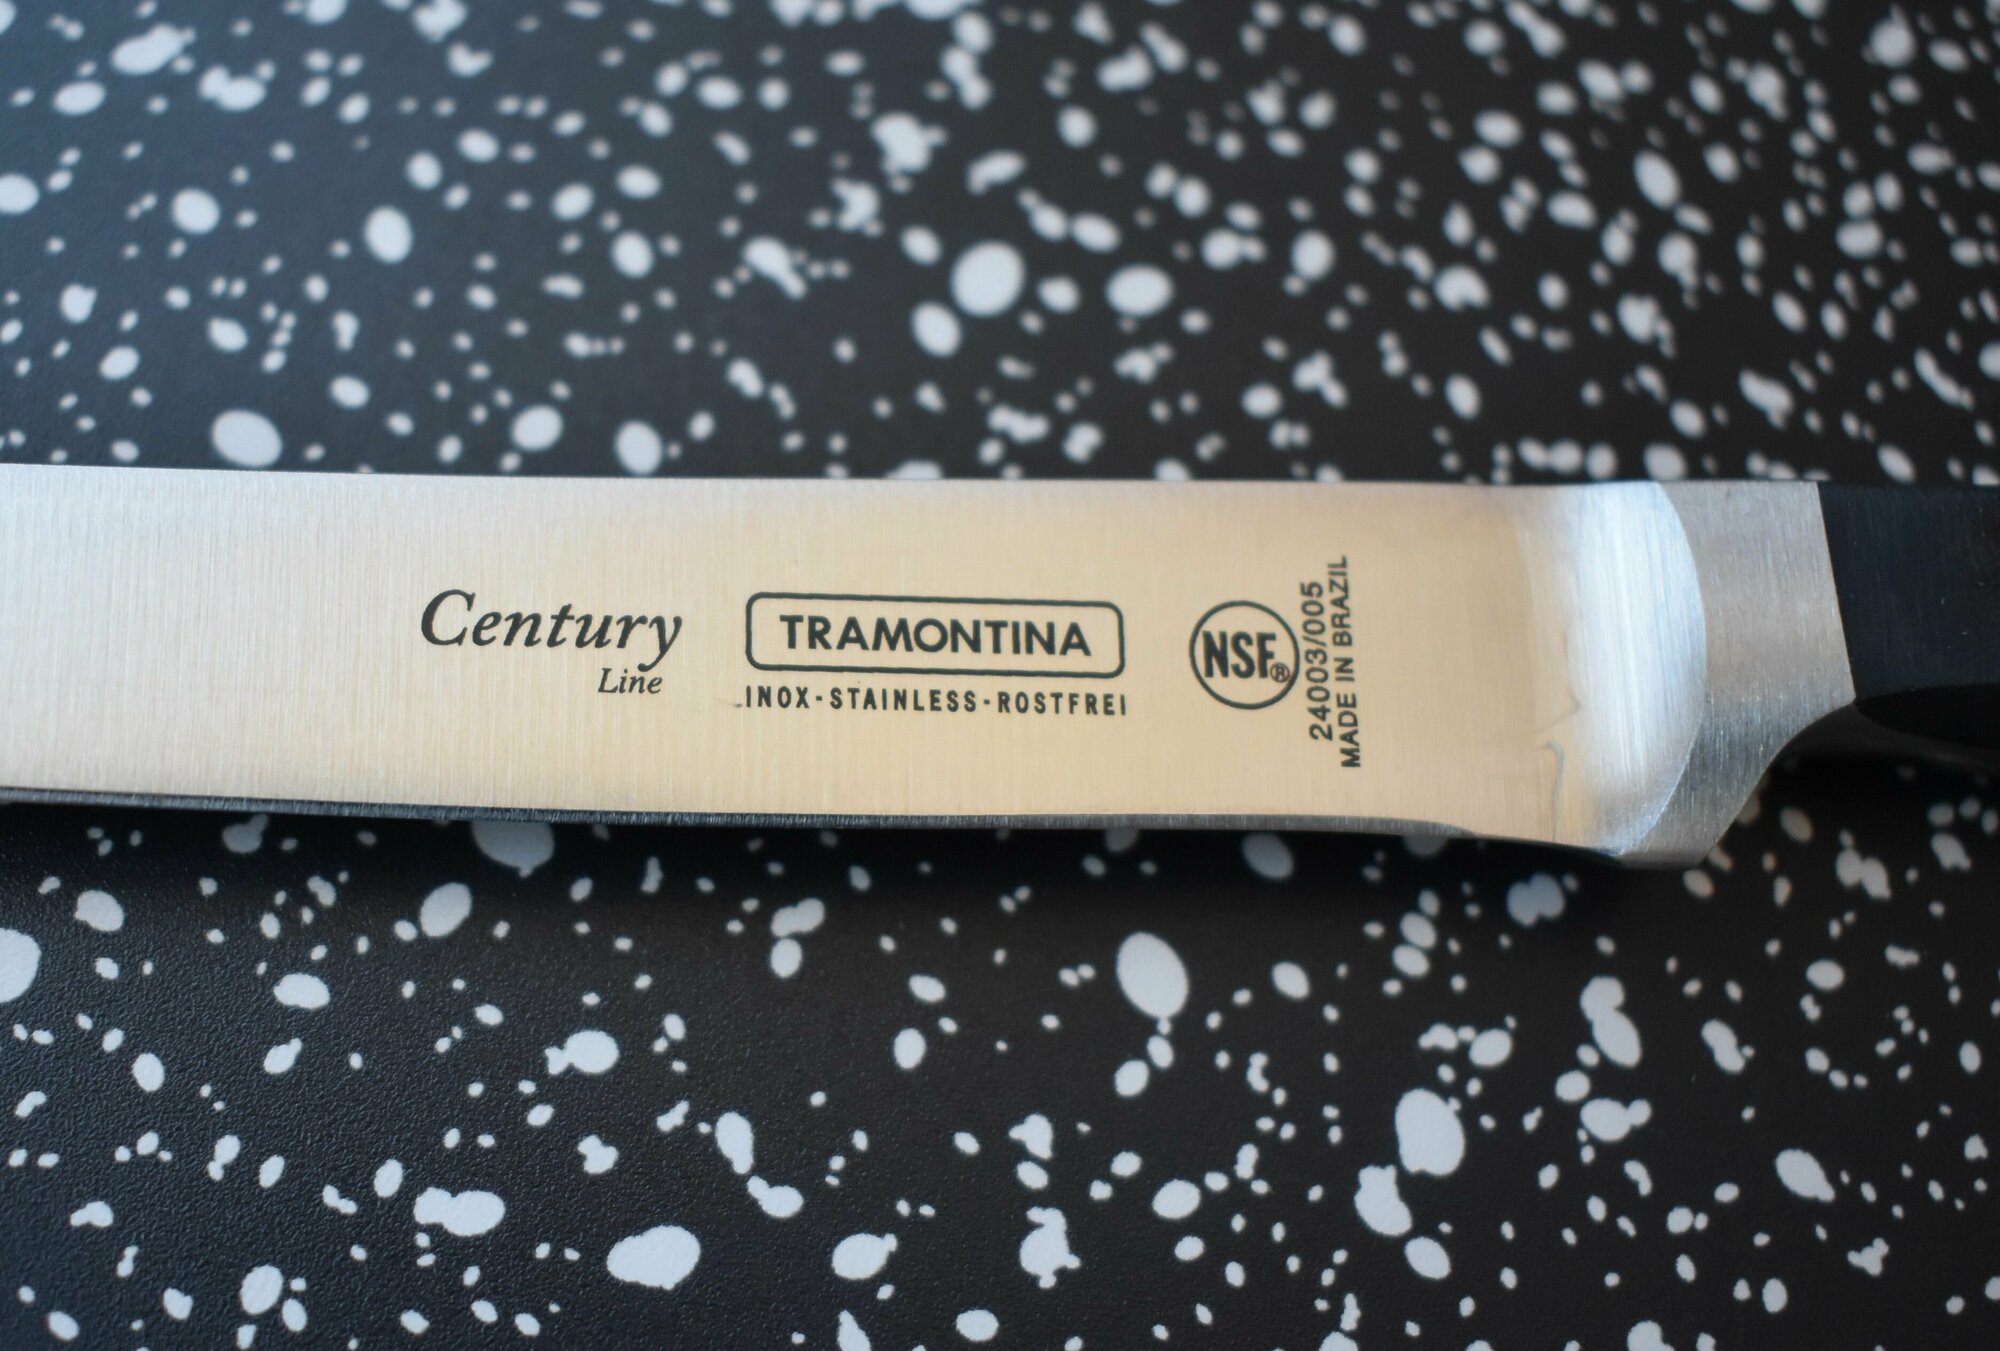 Century
Line
TRAMONTINA
INOX-STAINLESS-ROSTFREI
NSF®
24003/005
MADE IN BRAZIL